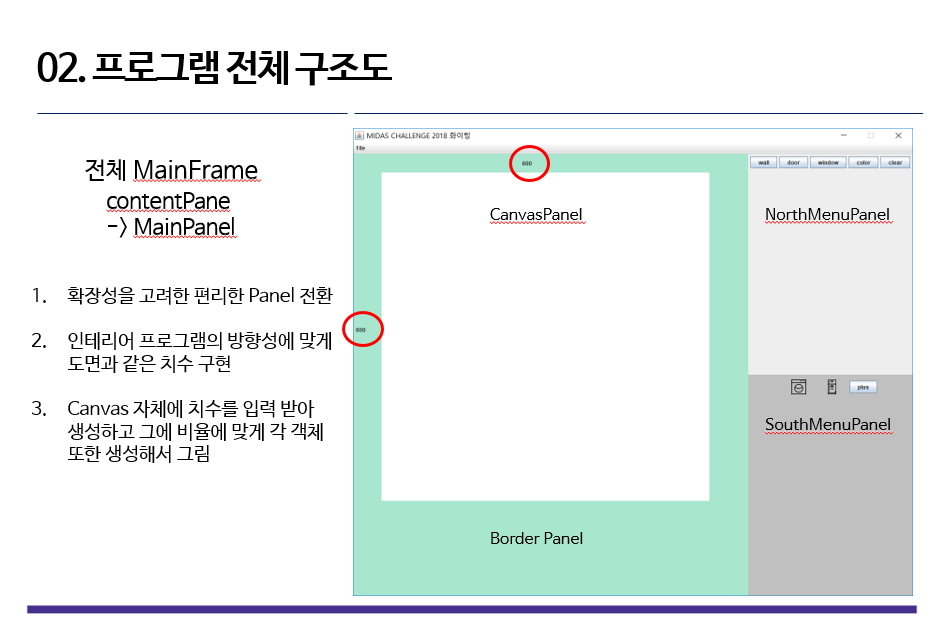 02. 프로그램 전체 구조도
전체 MainFrame
contentPane
-> MainPanel
1. 확장성을 고려한 편리한 Panel 전환
2. 인테리어 프로그램의 방향성에 맞게
도면과 같은 치수 구현
3. Canvas 자체에 치수를 입력 받아
생성하고 그에 비율에 맞게 각 객체
또한 생성해서 그림
MIDAS CHALLENGE 2018 화이팅
File
600
wall door window color clear
CanvasPanel
NorthMenuPanel
600
plus
SouthMenuPanel
Border Panel